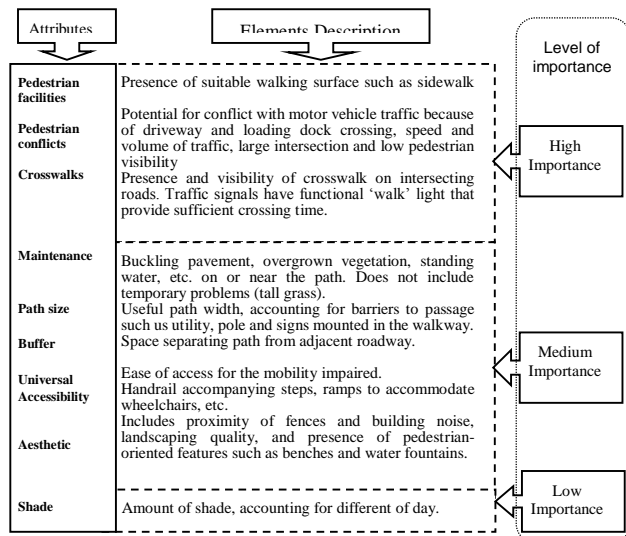 Attributes
Elements Description
Level of
importance
Pedestrian
facilities
Presence of suitable walking surface such as sidewalk
Pedestrian
conflicts
Potential for conflict with motor vehicle traffic because
of driveway and loading dock crossing, speed and
volume of traffic, large intersection and low pedestrian
visibility
High
Importance
Crosswalks
Presence and visibility of crosswalk on intersecting
roads. Traffic signals have functional ‘walk’ light that
provide sufficient crossing time.
Maintenance
Buckling pavement, overgrown vegetation, standing
water, etc. on or near the path. Does not include
temporary problems (tall grass).
Path size
Useful path width, accounting for barriers to passage
such us utility, pole and signs mounted in the walkway.
Buffer
Space separating path from adjacent roadway.
Medium
Importance
Universal
Accessibility
Ease of access for the mobility impaired.
Handrail accompanying steps, ramps to accommodate
wheelchairs, etc.
Aesthetic
Includes proximity of fences and building noise,
landscaping quality, and presence of pedestrian-
oriented features such as benches and water fountains.
Shade
Amount of shade, accounting for different of day.
Low
Importance